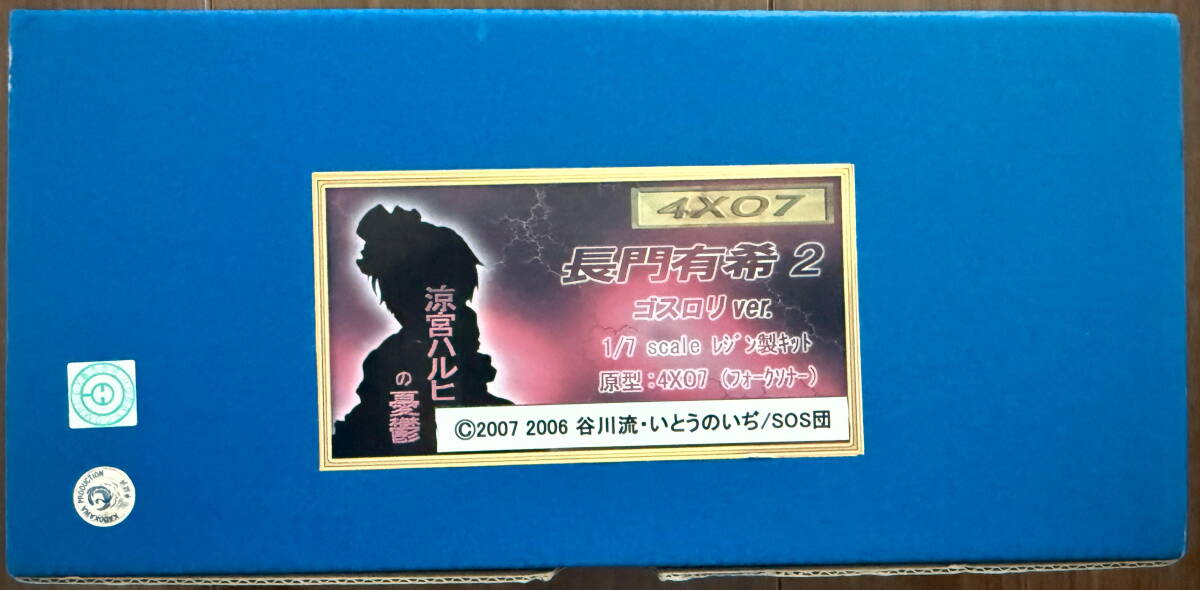 4X07
長門有希 2
ゴスロリ ver.
1/7 scale レジン製キット
原型:4X07 (フォークソナー)
涼宮ハルヒ
の憂鬱
©2007 2006 谷川流・いとうのいぢ/SOS団
KADOKAWA PRODUCTION